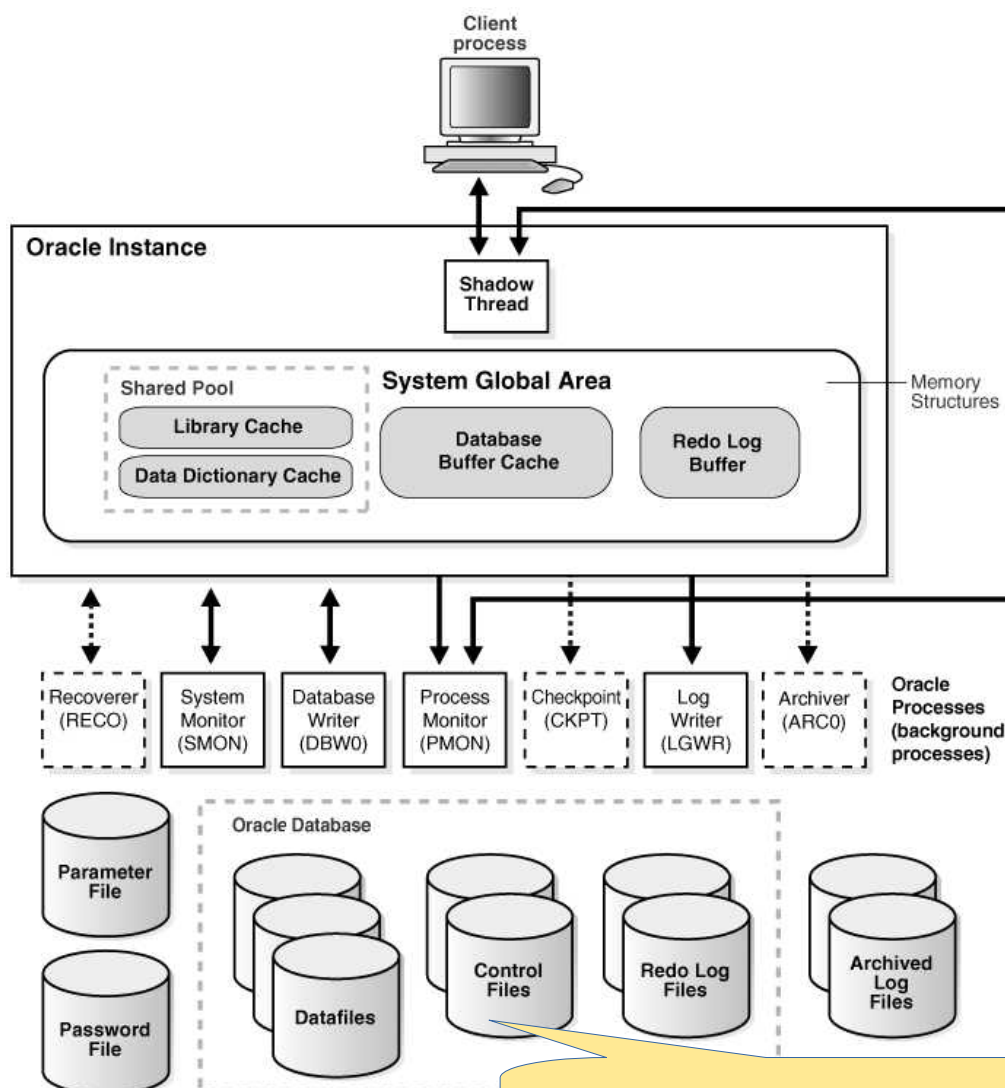 Client
process
Oracle Instance
Shadow
Thread
Shared Pool
System Global Area
Memory
Structures
Library Cache
Data Dictionary Cache
Database
Buffer Cache
Redo Log
Buffer
Recoverer
(RECO)
System
Monitor
(SMON)
Database
Writer
(DBW0)
Process
Monitor
(PMON)
Checkpoint
(CKPT)
Log
Writer
(LGWR)
Archiver
(ARC0)
Oracle
Processes
(background
processes)
Oracle Database
Parameter
File
Password
File
Datafiles
Control
Files
Redo Log
Files
Archived
Log
Files